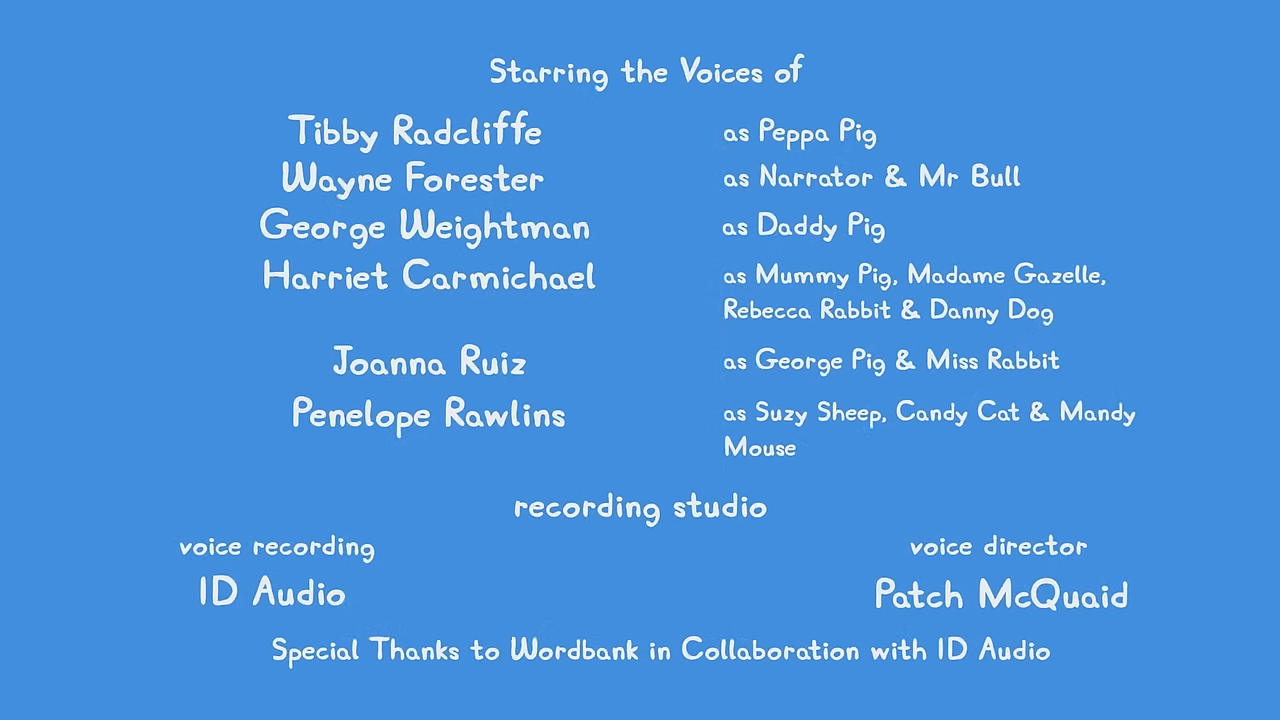 Starring the Voices of
Tibby Radcliffe as Peppa Pig
Wayne Forester as Narrator & Mr Bull
George Weightman as Daddy Pig
Harriet Carmichael as Mummy Pig, Madame Gazelle,
Rebecca Rabbit & Danny Dog
Joanna Ruiz as George Pig & Miss Rabbit
Penelope Rawlins as Suzy Sheep, Candy Cat & Mandy
Mouse
recording studio
voice recording voice director
ID Audio Patch McQuaid
Special Thanks to Wordbank in Collaboration with ID Audio